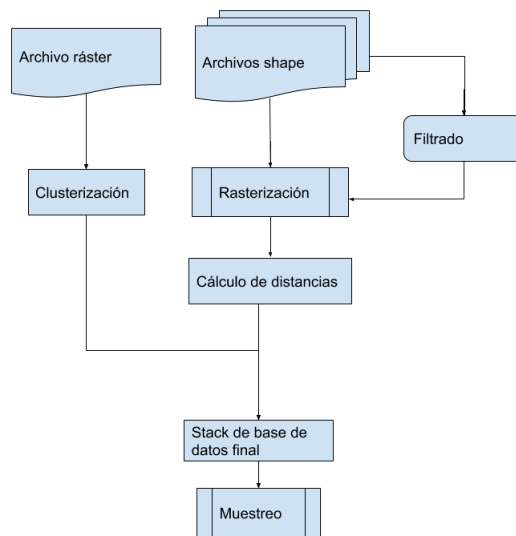 Archivo ráster
Archivos shape
Filtrado
Clusterización
Rasterización
Cálculo de distancias
Stack de base de
datos final
Muestreo